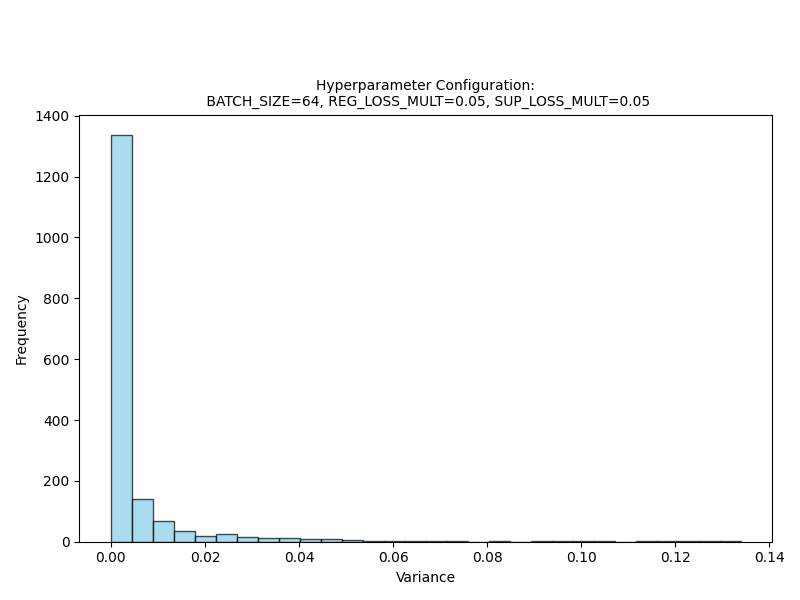 Hyperparameter Configuration:
BATCH_SIZE=64, REG_LOSS_MULT=0.05, SUP_LOSS_MULT=0.05
1400
1200
1000
800
600
400
200
0
Frequency
0.00 0.02 0.04 0.06 0.08 0.10 0.12 0.14
Variance